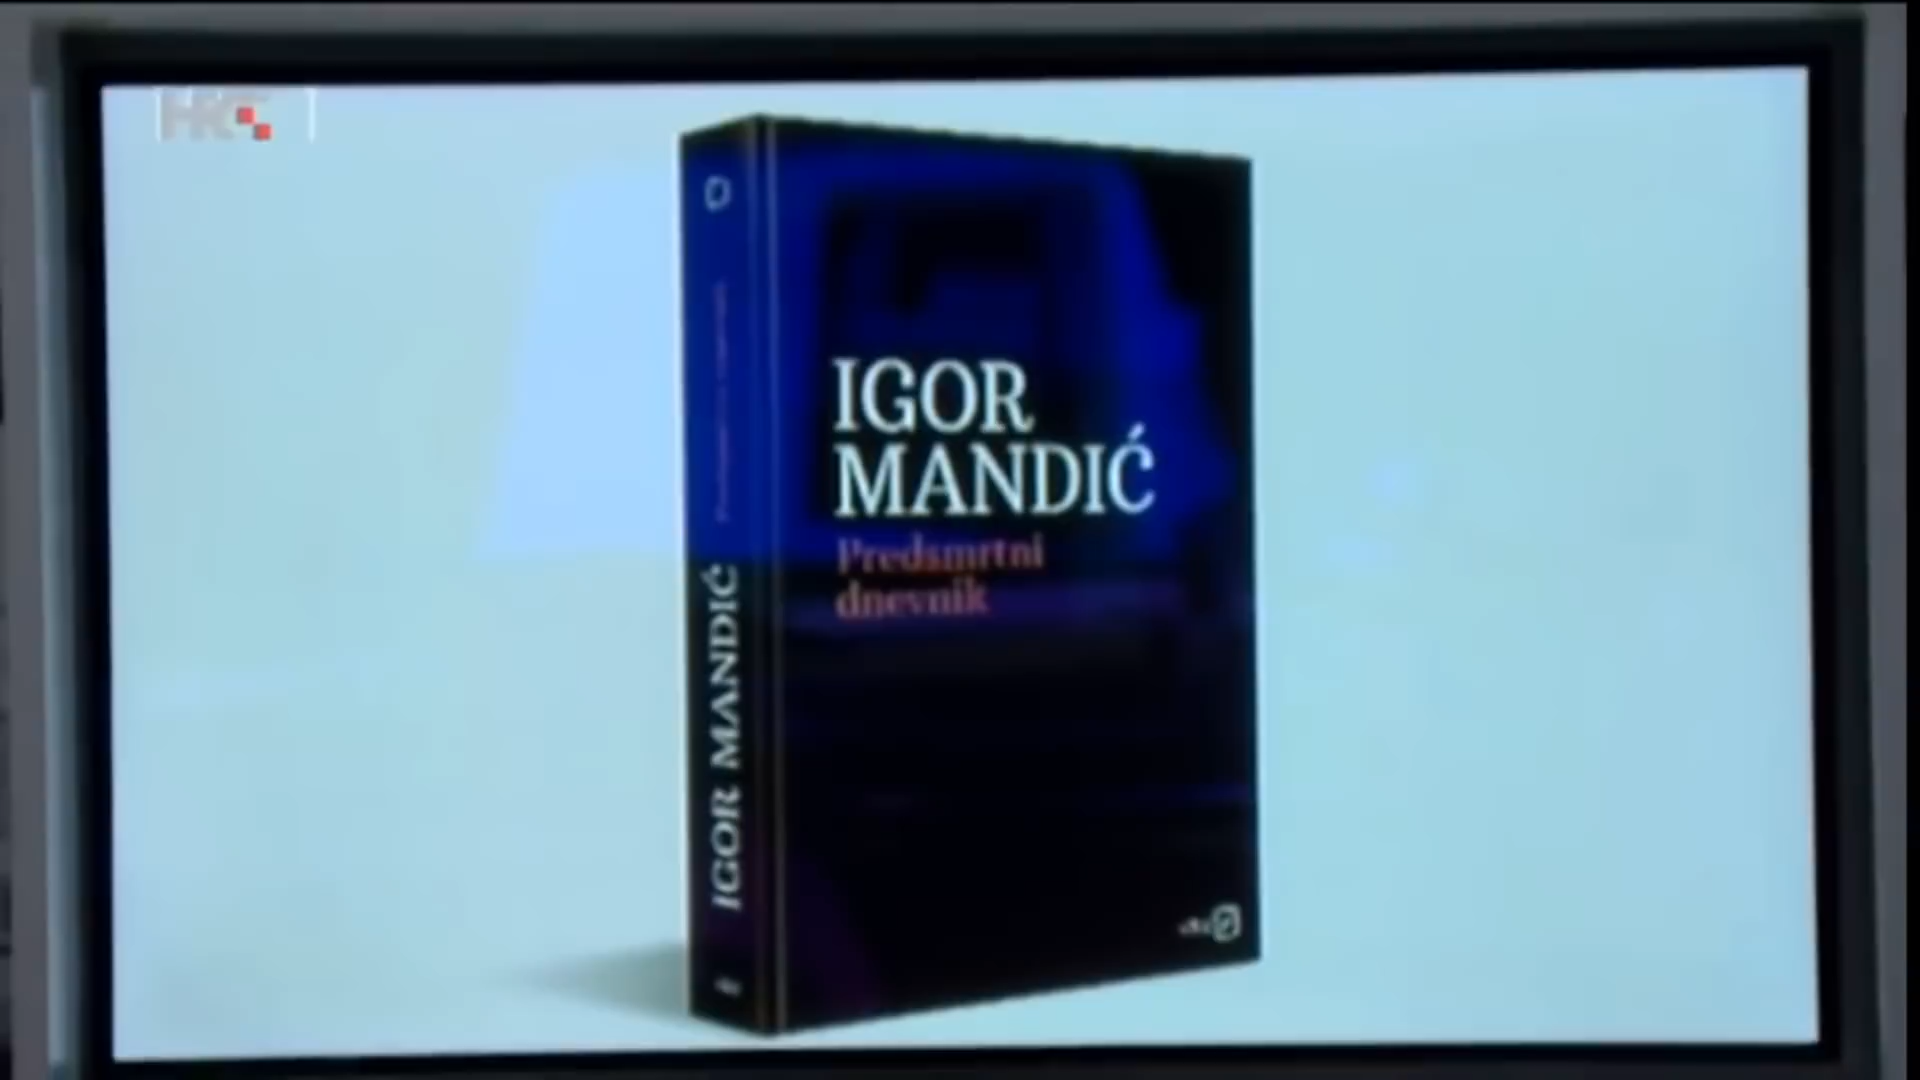 HRT
IGOR
MANDIĆ
Predsmrtni
dnevnik
IGOR MANDIĆ